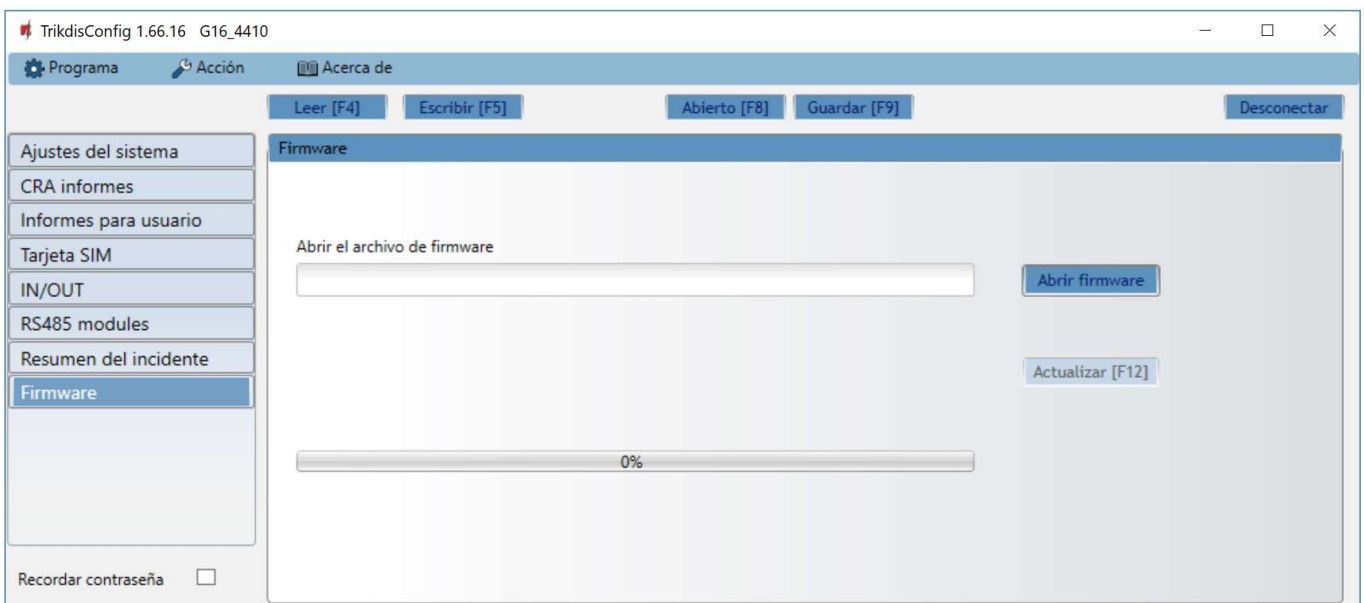 TrikdisConfig 1.66.16 G16_4410
Programa Acción Acerca de
Leer [F4] Escribir [F5] Abierto [F8] Guardar [F9] Desconectar
Ajustes del sistema
CRA informes
Informes para usuario
Tarjeta SIM
IN/OUT
RS485 modules
Resumen del incidente
Firmware
Recordar contraseña
Firmware
Abrir el archivo de firmware
Abrir firmware
Actualizar [F12]
0%